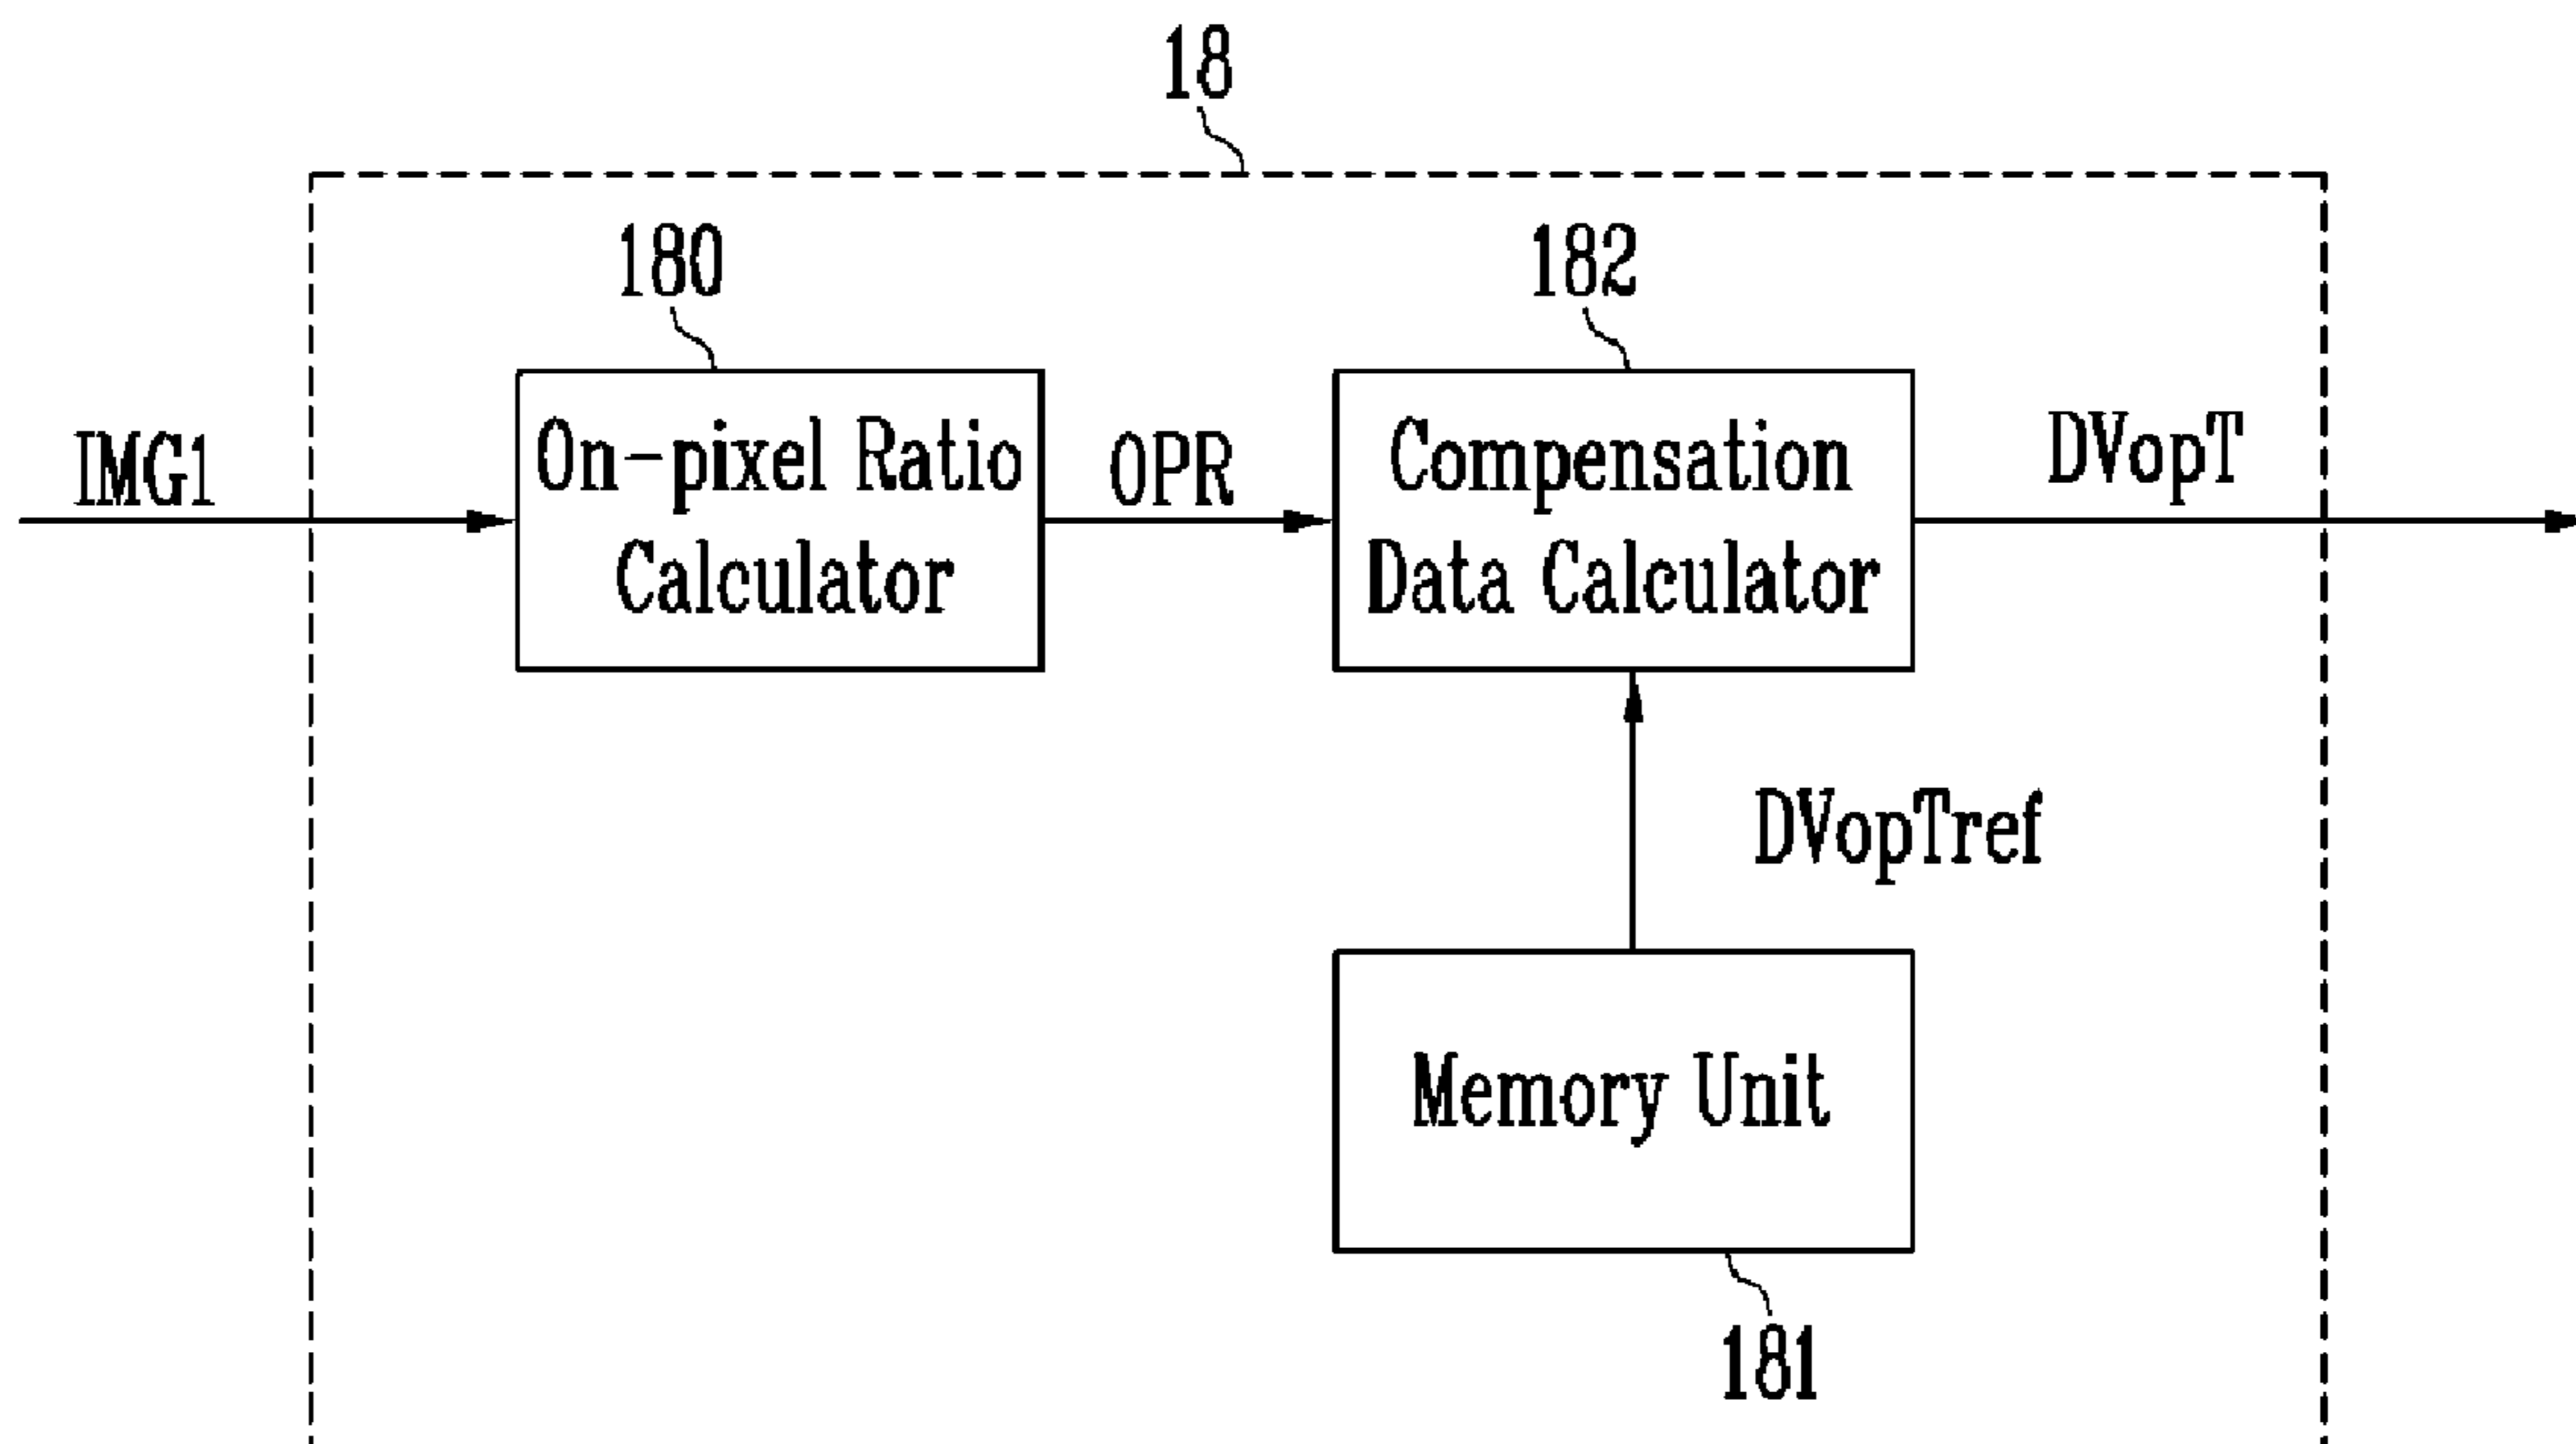 18
180
182
IMG1
On-pixel Ratio
Calculator
OPR
Compensation
Data Calculator
DVopT
DVopTref
Memory Unit
181